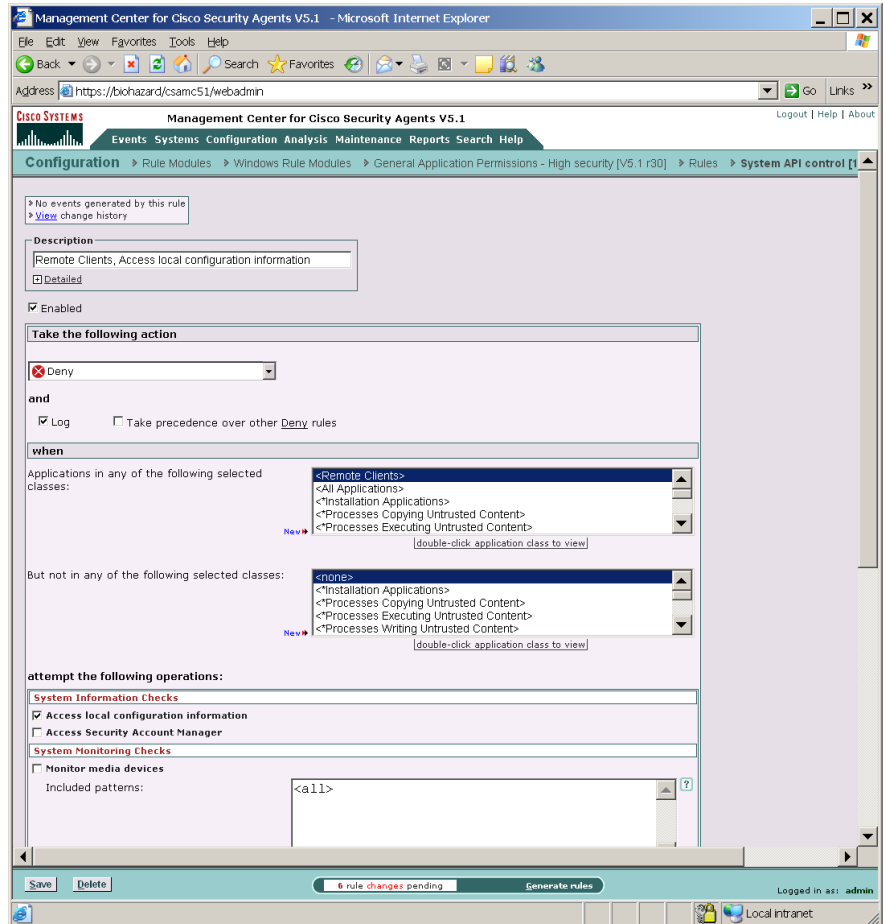 Management Center for Cisco Security Agents V5.1 - Microsoft Internet Explorer
File Edit View Favorites Tools Help
Back Search Favorites
Address https://biohazard/csamc51/webadmin Go Links »
CISCO SYSTEMS
Management Center for Cisco Security Agents V5.1
Logout | Help | About
Events Systems Configuration Analysis Maintenance Reports Search Help
Configuration Rule Modules Windows Rule Modules General Application Permissions - High security [V5.1 r30] Rules System API control [1
No events generated by this rule
View change history
Description
Remote Clients, Access local configuration information
Detailed
Enabled
Take the following action
Deny
and
Log Take precedence over other Deny rules
when
Applications in any of the following selected classes:
<Remote Clients>
<All Applications>
<*Installation Applications>
<*Processes Copying Untrusted Content>
<*Processes Executing Untrusted Content>
New
double-click application class to view
But not in any of the following selected classes:
<none>
<*Installation Applications>
<*Processes Copying Untrusted Content>
<*Processes Executing Untrusted Content>
<*Processes Writing Untrusted Content>
New
double-click application class to view
attempt the following operations:
System Information Checks
Access local configuration information
Access Security Account Manager
System Monitoring Checks
Monitor media devices
Included patterns:
<all>
?
Save Delete
6 rule changes pending Generate rules
Logged in as: admin
Local intranet